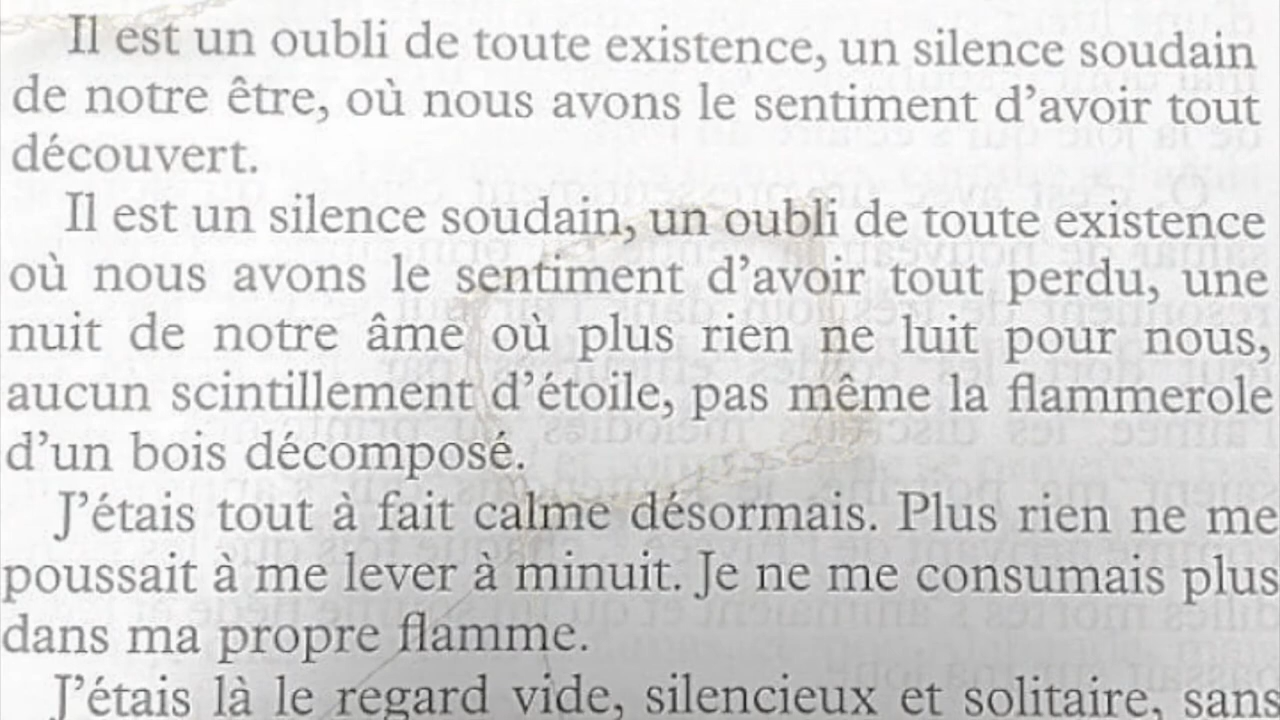 Il est un oubli de toute existence, un silence soudain
de notre être, où nous avons le sentiment d'avoir tout
découvert.
Il est un silence soudain, un oubli de toute existence
où nous avons le sentiment d'avoir tout perdu, une
nuit de notre âme où plus rien ne luit pour nous,
aucun scintillement d'étoile, pas même la flammerole
d'un bois décomposé.
J'étais tout à fait calme désormais. Plus rien ne me
poussait à me lever à minuit. Je ne me consumais plus
dans ma propre flamme.
J'étais là le regard vide, silencieux et solitaire, sans